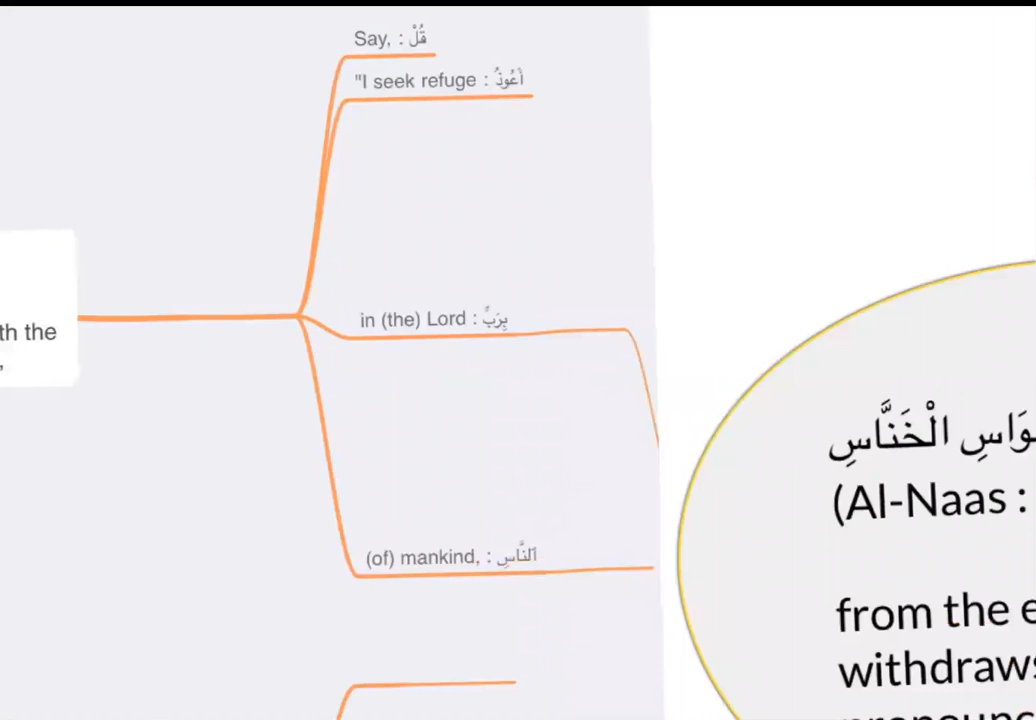 Say, : قُلْ
"I seek refuge : أَعُوذُ
th the
,
in (the) Lord : بِرَبِّ
(of) mankind, : ٱلنَّاسِ
الْخَنَّاسِ
(Al-Naas :
from the
withdraws